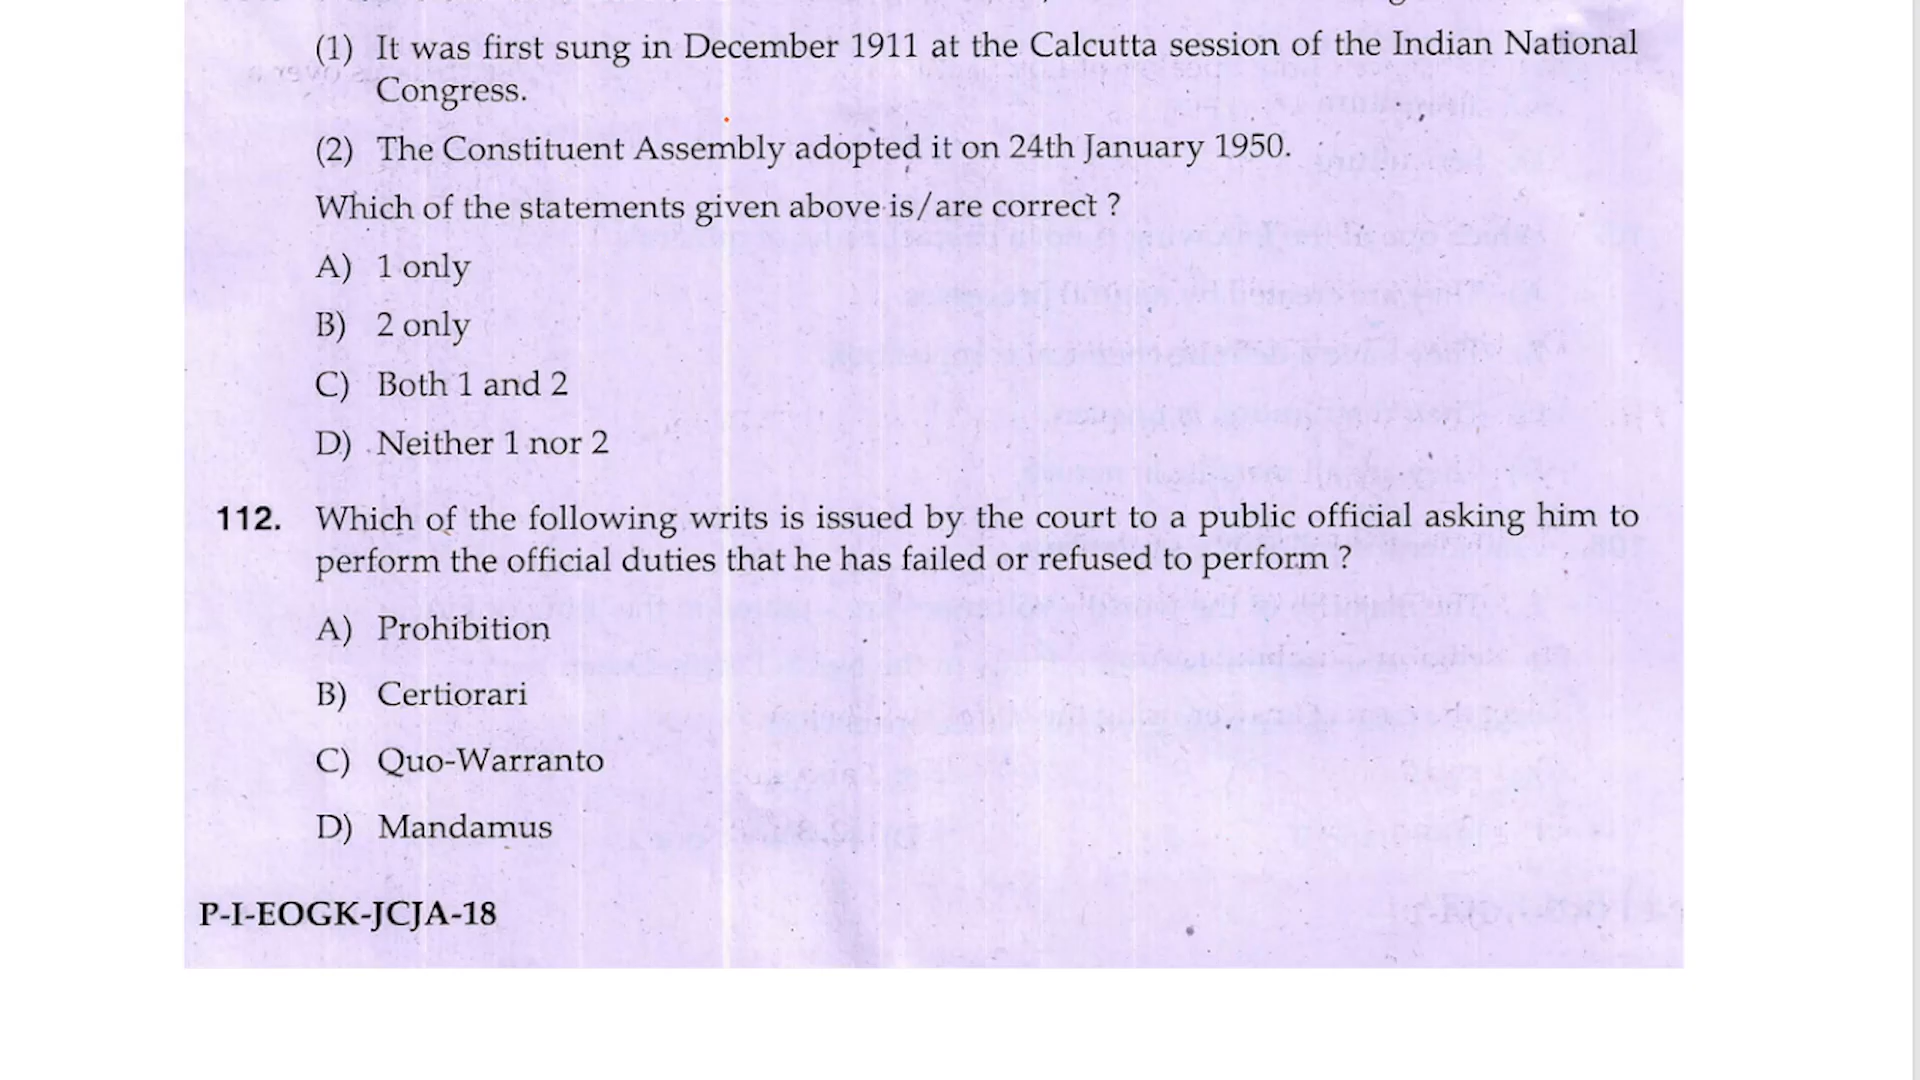 (1) It was first sung in December 1911 at the Calcutta session of the Indian National
Congress.
(2) The Constituent Assembly adopted it on 24th January 1950.
Which of the statements given above is/are correct ?
A) 1 only
B) 2 only
C) Both 1 and 2
D) Neither 1 nor 2
112. Which of the following writs is issued by the court to a public official asking him to
perform the official duties that he has failed or refused to perform ?
A) Prohibition
B) Certiorari
C) Quo-Warranto
D) Mandamus
P-I-EOGK-JCJA-18